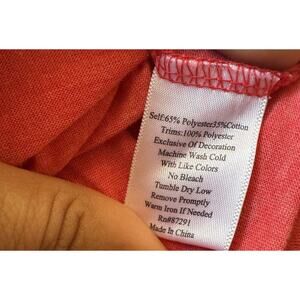 Self:65% Polyester35%Cotton
Trims:100% Polyester
Exclusive Of Decoration
Machine Wash Cold
With Like Colors
No Bleach
Tumble Dry Low
Remove Promptly
Warm Iron If Needed
Rn#87291
Made In China